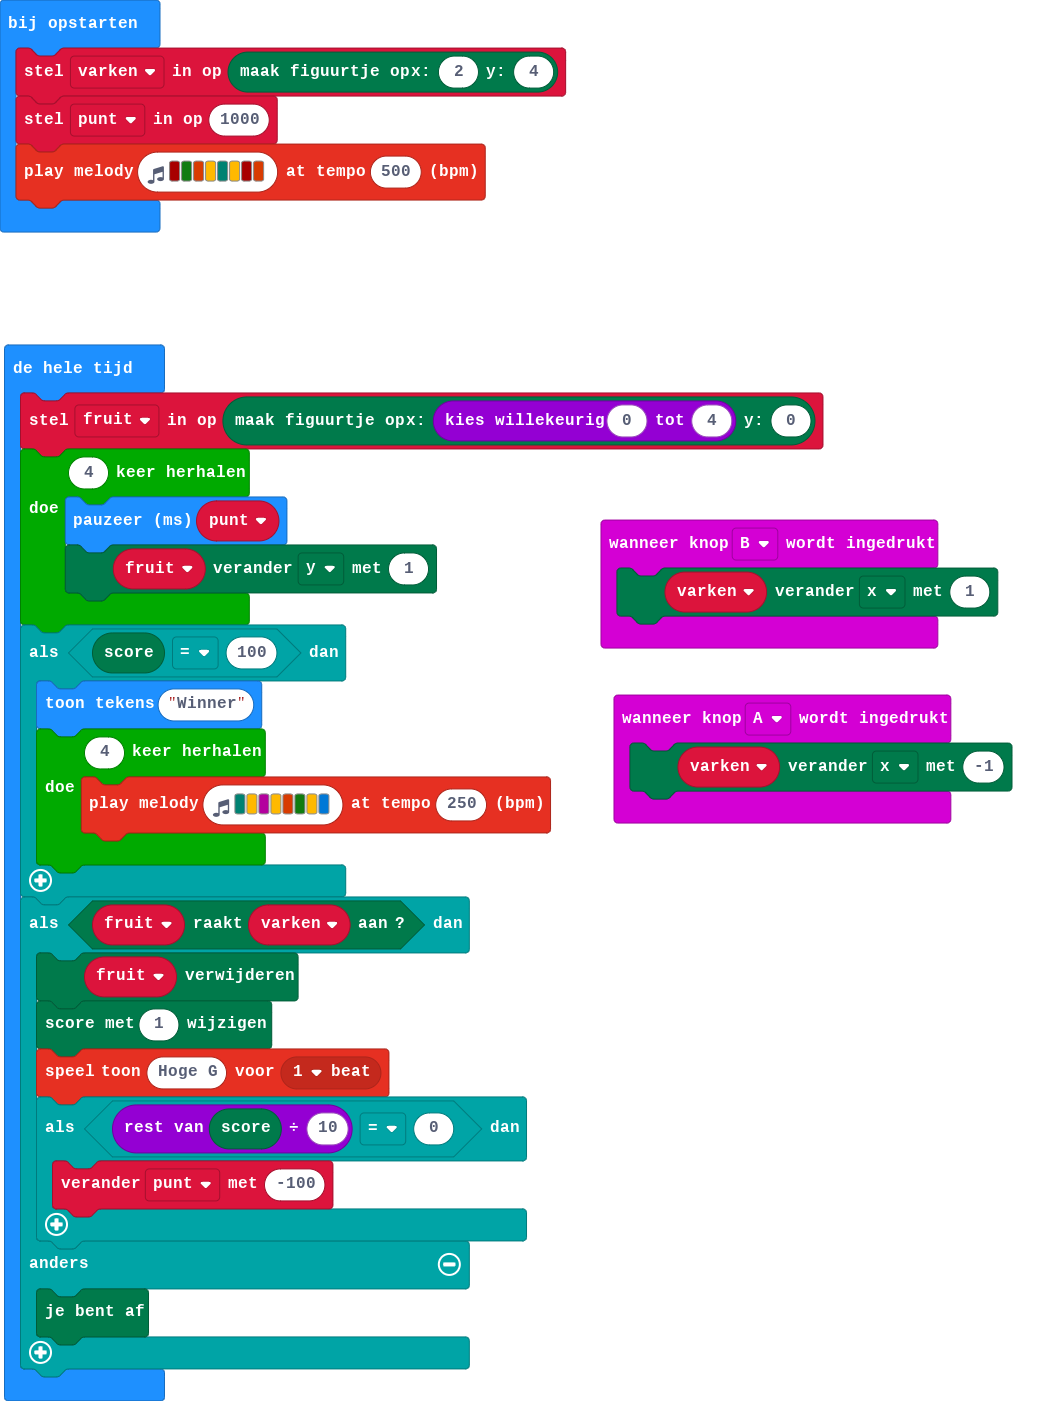 bij opstarten
stel varken in op maak figuurtje opx: 2 y: 4
stel punt in op 1000
play melody at tempo 500 (bpm)
de hele tijd
stel fruit in op maak figuurtje opx: kies willekeurig 0 tot 4 y: 0
4 keer herhalen
doe
pauzeer (ms) punt
fruit verander y met 1
als score = 100 dan
toon tekens "Winner"
4 keer herhalen
doe
play melody at tempo 250 (bpm)
als fruit raakt varken aan ? dan
fruit verwijderen
score met 1 wijzigen
speel toon Hoge G voor 1 beat
als rest van score ÷ 10 = 0 dan
verander punt met -100
anders
je bent af
wanneer knop B wordt ingedrukt
varken verander x met 1
wanneer knop A wordt ingedrukt
varken verander x met -1